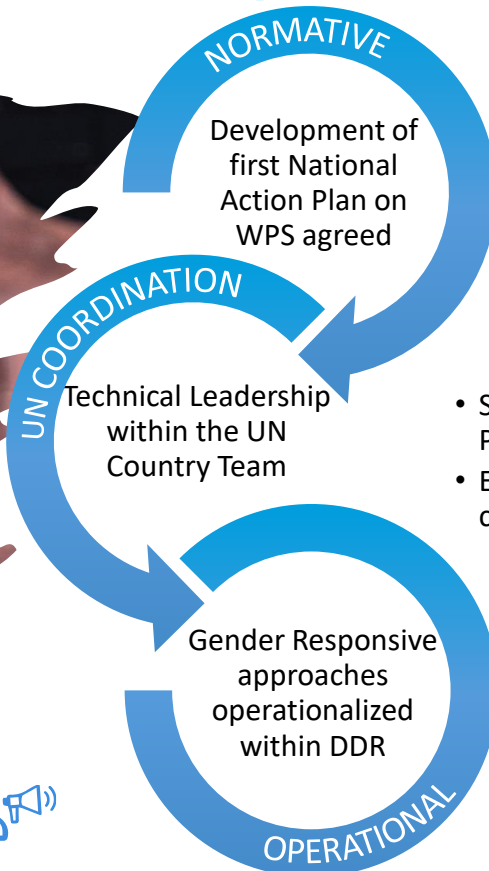 NORMATIVE
Development of
first National
Action Plan on
WPS agreed
UN COORDINATION
Technical Leadership
within the UN
Country Team
• S
P
• E
Gender Responsive
approaches
operationalized
within DDR
OPERATIONAL